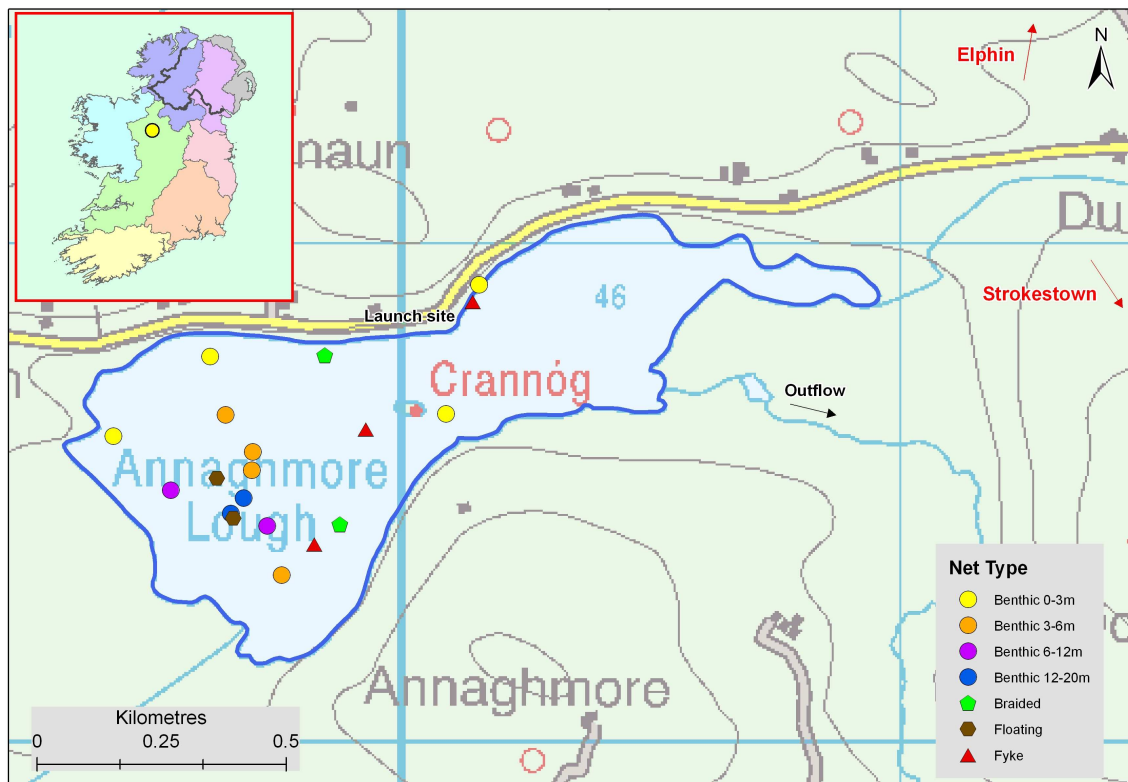 Elphin
N
naun
Du
Strokestown
46
Launch site
Crannóg
Outflow
Annaghmore
Lough
Annaghmore
Net Type
Benthic 0-3m
Benthic 3-6m
Benthic 6-12m
Benthic 12-20m
Braided
Floating
Fyke
Kilometres
0 0.25 0.5